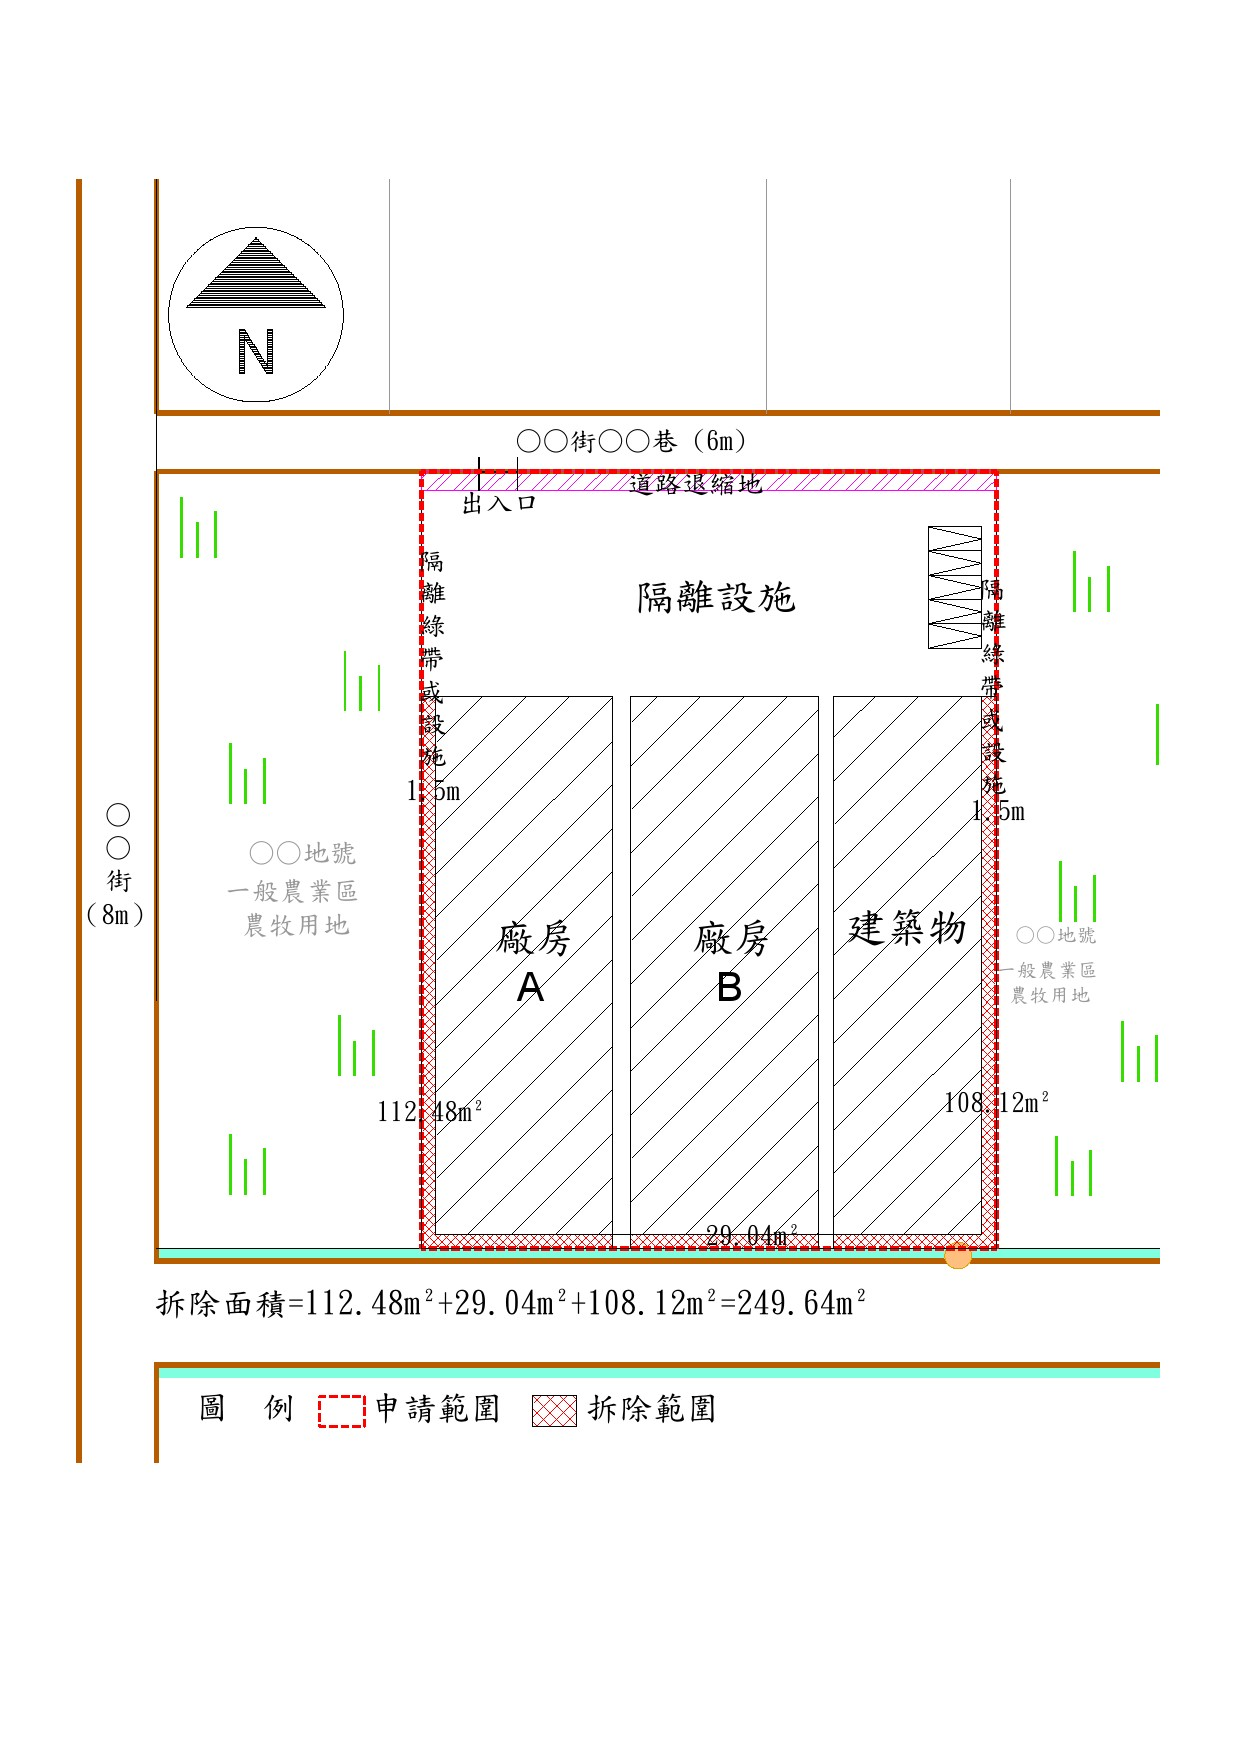 N
○○街○○巷（6m）
道路退縮地
出入口
隔離綠帶或設施
1.5m
隔離設施
隔離綠帶或設施
1.5m
○○街
（8m）
○○地號
一般農業區
農牧用地
廠房
A
廠房
B
建築物
○○地號
一般農業區
農牧用地
112.48m²
108.12m²
29.04m²
拆除面積=112.48m²+29.04m²+108.12m²=249.64m²
圖 例 申請範圍 拆除範圍